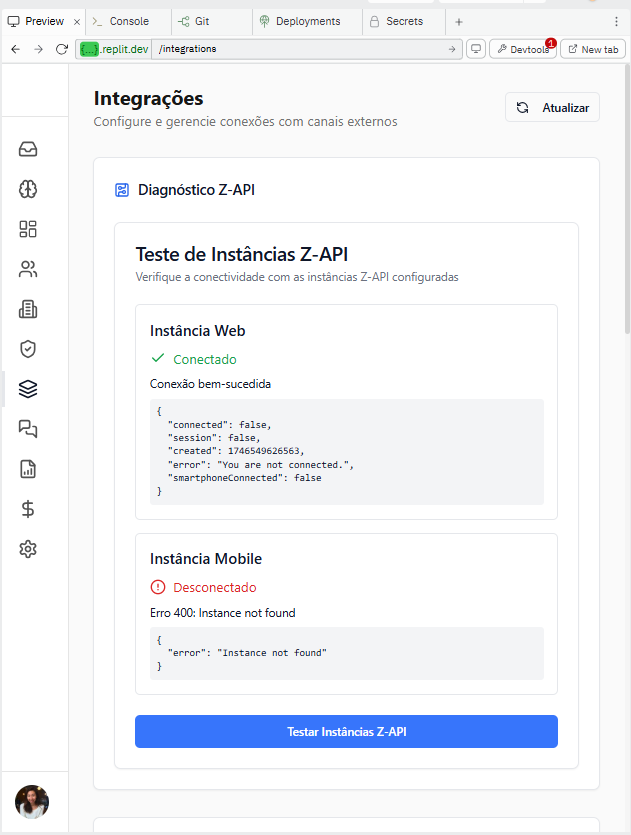 Preview
Console
Git
Deployments
Secrets
{...}.replit.dev
/integrations
Devtools
1
New tab
Integrações
Configure e gerencie conexões com canais externos
Atualizar
Diagnóstico Z-API
Teste de Instâncias Z-API
Verifique a conectividade com as instâncias Z-API configuradas
Instância Web
Conectado
Conexão bem-sucedida
{
"connected": false,
"session": false,
"created": 1746549626563,
"error": "You are not connected.",
"smartphoneConnected": false
}
Instância Mobile
Desconectado
Erro 400: Instance not found
{
"error": "Instance not found"
}
Testar Instâncias Z-API